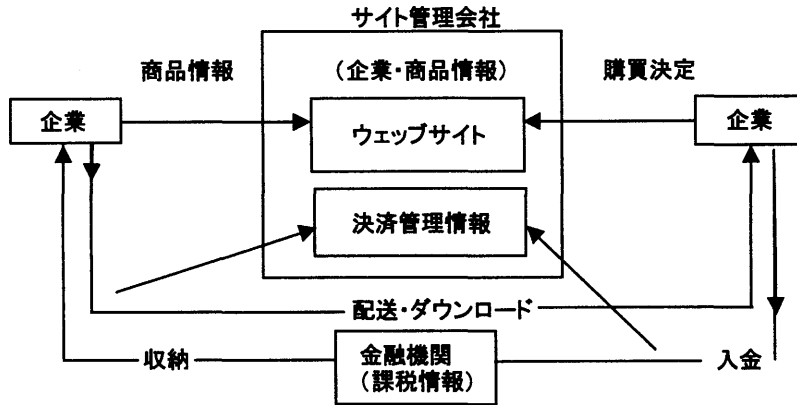 サイト管理会社
商品情報
(企業・商品情報)
購買決定
企業
ウェッブサイト
企業
決済管理情報
配送・ダウンロード
収納
金融機関
(課税情報)
入金